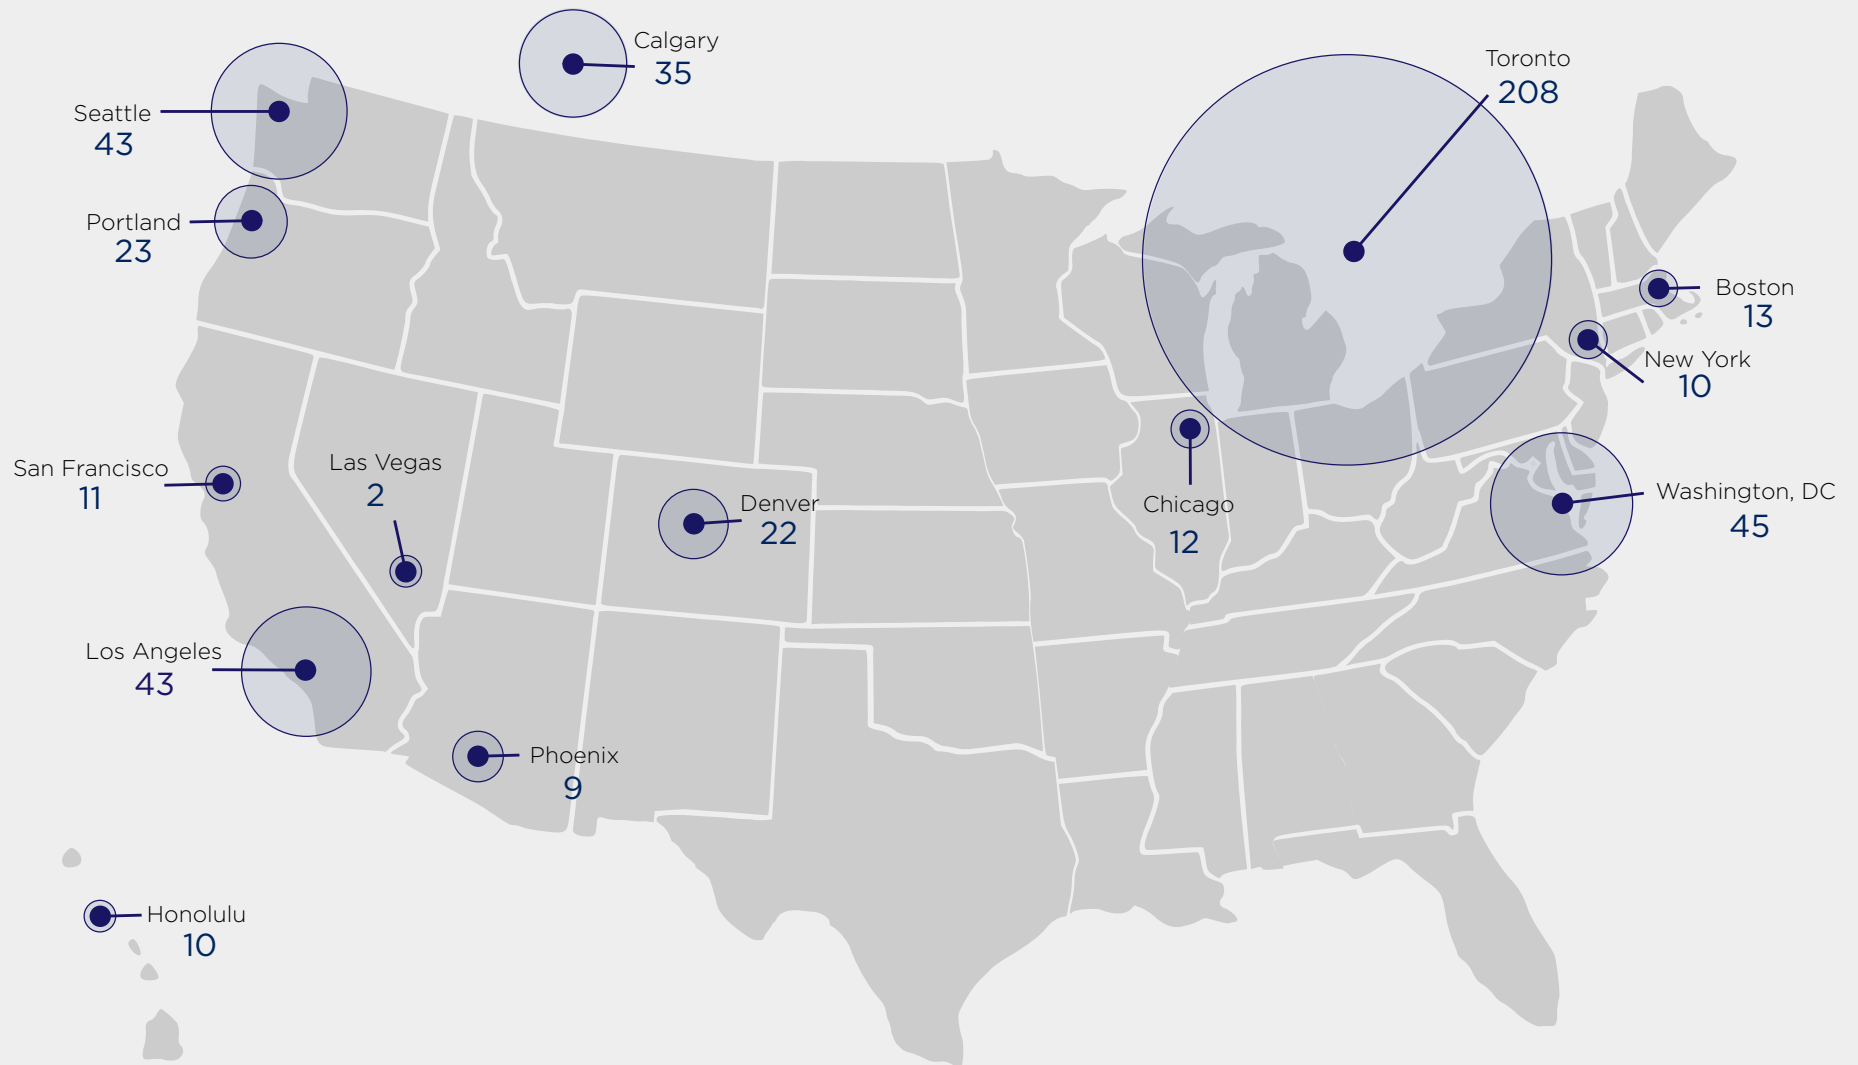 Calgary
35
Toronto
208
Seattle
43
Portland
23
Boston
13
New York
10
San Francisco
11
Las Vegas
2
Denver
22
Chicago
12
Washington, DC
45
Los Angeles
43
Phoenix
9
Honolulu
10